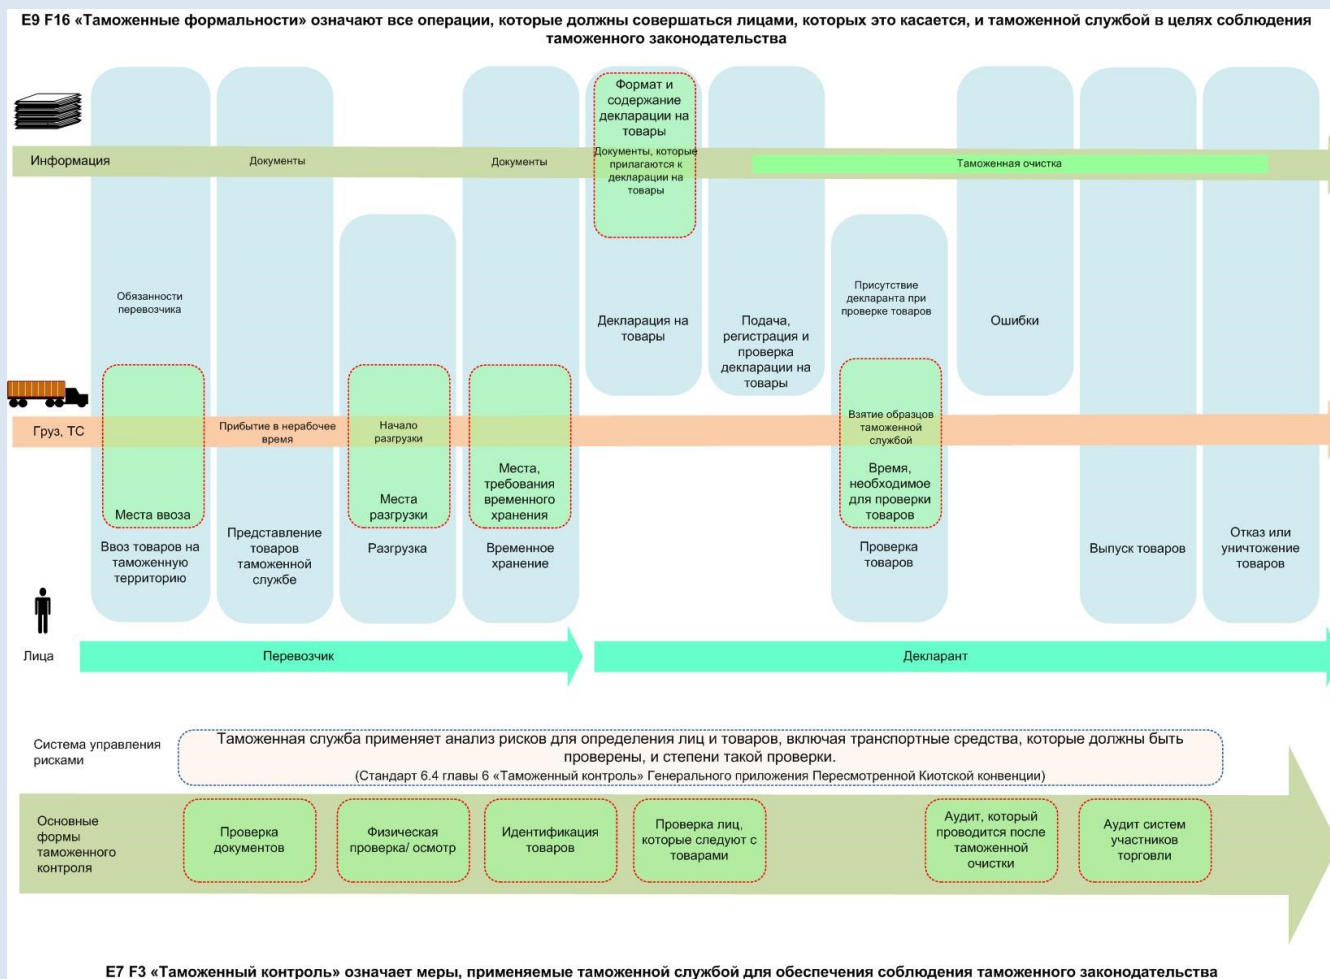 E9 F16 «Таможенные формальности» означают все операции, которые должны совершаться лицами, которых это касается, и таможенной службой в целях соблюдения
таможенного законодательства
Формат и
содержание
декларации на
товары
Информация
Документы
Документы
Документы, которые
прилагаются к
декларации на
товары
Таможенная очистка
Обязанности
перевозчика
Декларация на
товары
Подача,
регистрация и
проверка
декларации на
товары
Присутствие
декларанта при
проверке товаров
Ошибки
Груз, ТС
Прибытие в нерабочее
время
Начало
разгрузки
Взятие образцов
таможенной
службой
Места ввоза
Места
разгрузки
Места,
требования
временного
хранения
Время,
необходимое
для проверки
товаров
Ввоз товаров на
таможенную
территорию
Представление
товаров
таможенной
службе
Разгрузка
Временное
хранение
Проверка
товаров
Выпуск товаров
Отказ или
уничтожение
товаров
Лица
Перевозчик
Декларант
Система управления
рисками
Таможенная служба применяет анализ рисков для определения лиц и товаров, включая транспортные средства, которые должны быть
проверены, и степени такой проверки.
(Стандарт 6.4 главы 6 «Таможенный контроль» Генерального приложения Пересмотренной Киотской конвенции)
Основные
формы
таможенного
контроля
Проверка
документов
Физическая
проверка/ осмотр
Идентификация
товаров
Проверка лиц,
которые следуют с
товарами
Аудит, который
проводится после
таможенной
очистки
Аудит систем
участников
торговли
E7 F3 «Таможенный контроль» означает меры, применяемые таможенной службой для обеспечения соблюдения таможенного законодательства